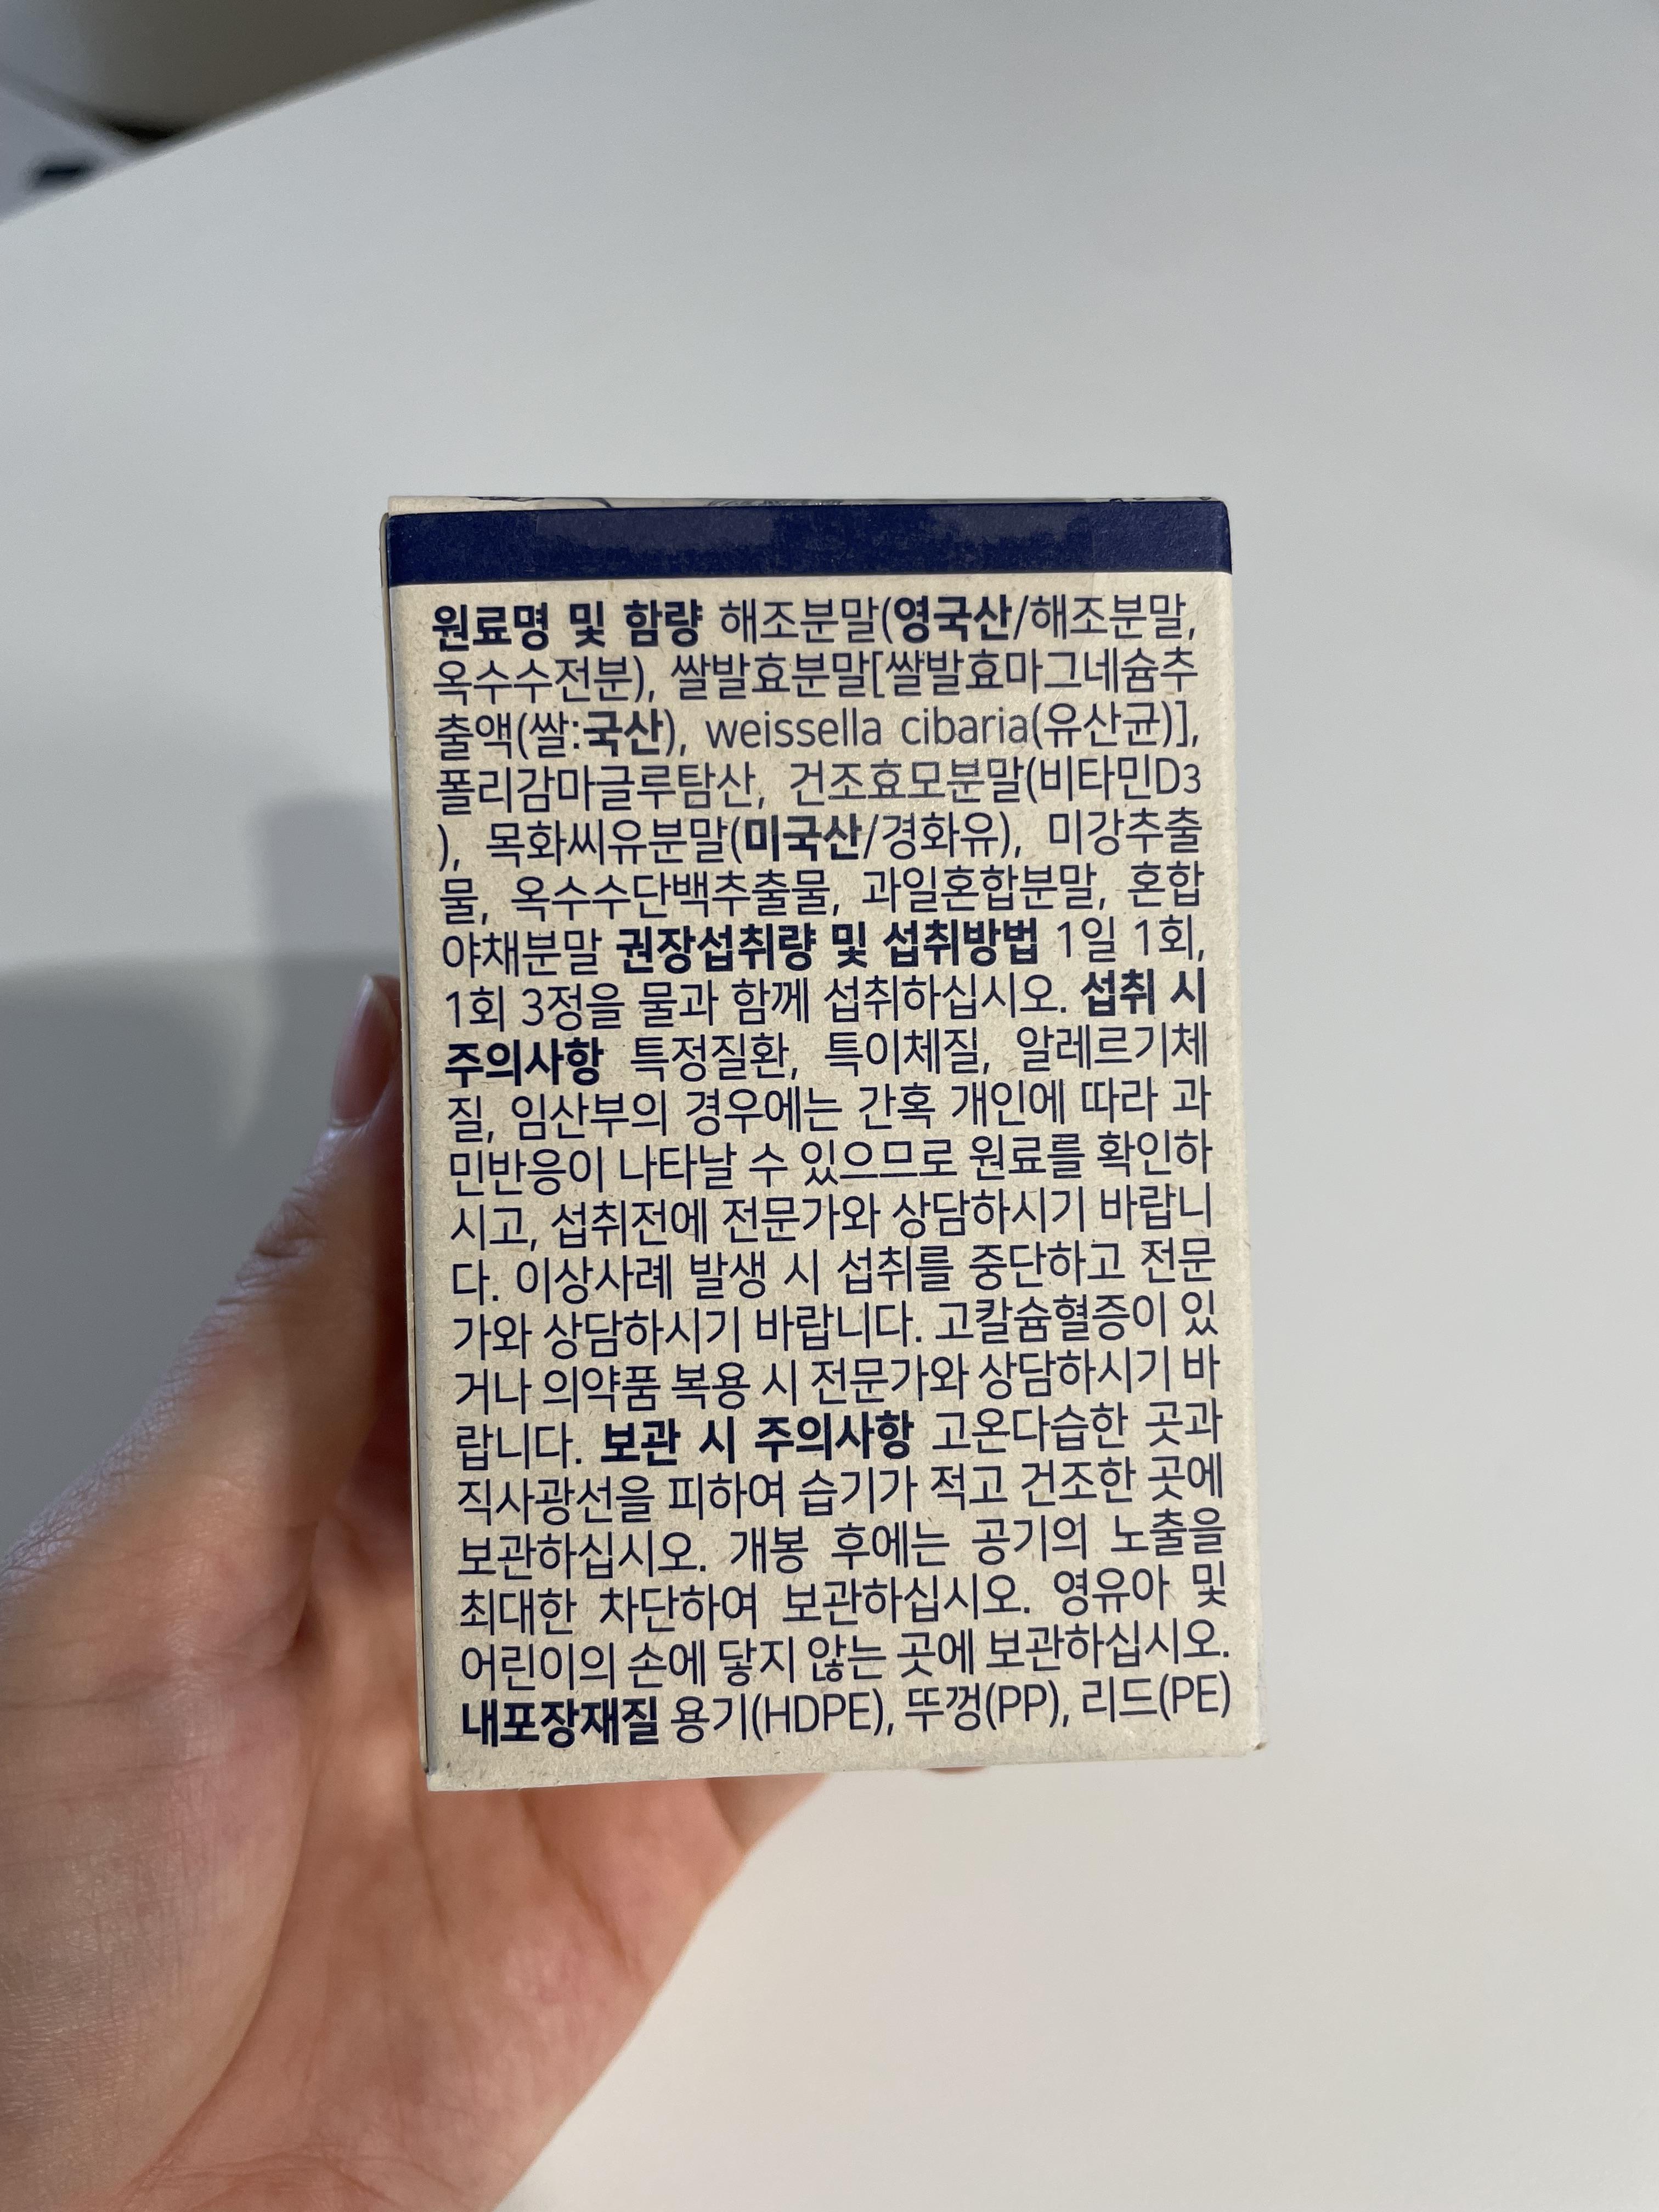 원료명 및 함량 해조분말(영국산/해조분말,
옥수수전분), 쌀발효분말[쌀발효마그네슘추
출액(쌀:국산), weissella cibaria(유산균)],
폴리감마글루탐산, 건조효모분말(비타민D3
), 목화씨유분말(미국산/경화유), 미강추출
물, 옥수수단백추출물, 과일혼합분말, 혼합
야채분말 권장섭취량 및 섭취방법 1일 1회,
1회 3정을 물과 함께 섭취하십시오. 섭취 시
주의사항 특정질환, 특이체질, 알레르기체
질, 임산부의 경우에는 간혹 개인에 따라 과
민반응이 나타날 수 있으므로 원료를 확인하
시고, 섭취전에 전문가와 상담하시기 바랍니
다. 이상사례 발생 시 섭취를 중단하고 전문
가와 상담하시기 바랍니다. 고칼슘혈증이 있
거나 의약품 복용 시 전문가와 상담하시기 바
랍니다. 보관 시 주의사항 고온다습한 곳과
직사광선을 피하여 습기가 적고 건조한 곳에
보관하십시오. 개봉 후에는 공기의 노출을
최대한 차단하여 보관하십시오. 영유아 및
어린이의 손에 닿지 않는 곳에 보관하십시오.
내포장재질 용기(HDPE), 뚜껑(PP), 리드(PE)